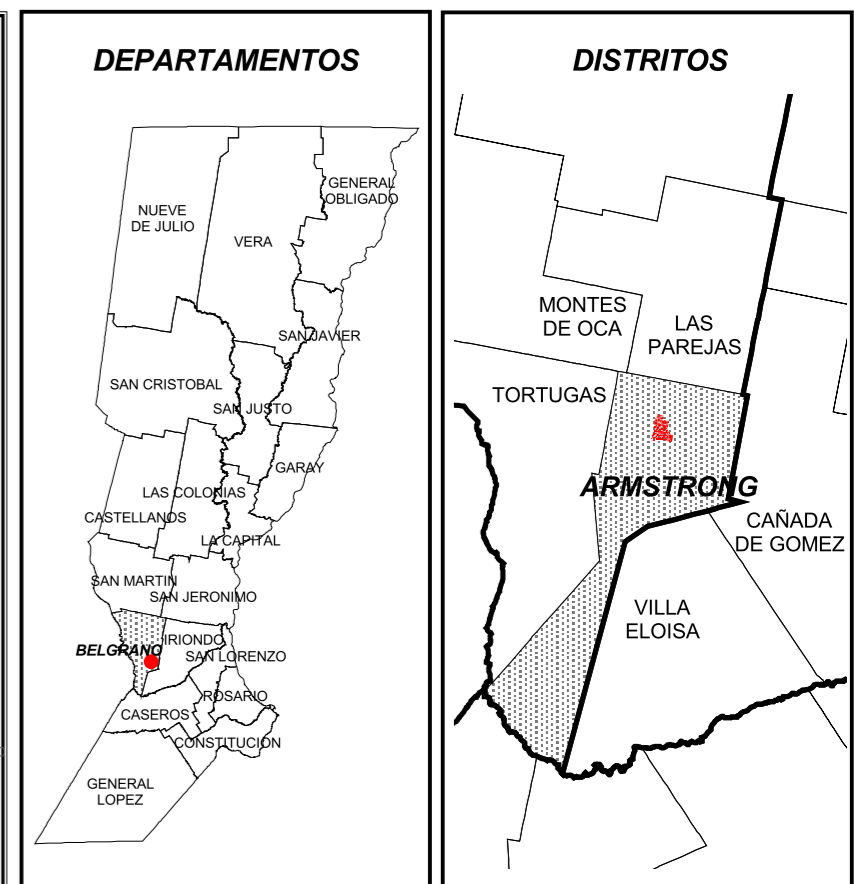 DEPARTAMENTOS
NUEVE
DE JULIO
VERA
GENERAL
OBLIGADO
SAN JAVIER
SAN CRISTOBAL
SAN JUSTO
GARAY
LAS COLONIAS
CASTELLANOS
LA CAPITAL
SAN MARTIN
SAN JERONIMO
BELGRANO
IRIONDO
SAN LORENZO
ROSARIO
CASEROS
CONSTITUCIÓN
GENERAL
LOPEZ
DISTRITOS
MONTES
DE OCA
LAS
PAREJAS
TORTUGAS
ARMSTRONG
CAÑADA
DE GOMEZ
VILLA
ELOISA